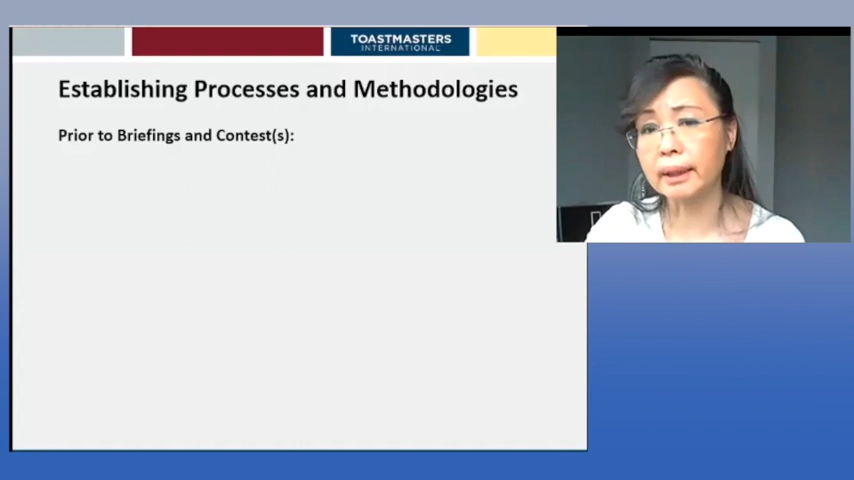 TOASTMASTERS
INTERNATIONAL
Establishing Processes and Methodologies
Prior to Briefings and Contest(s):